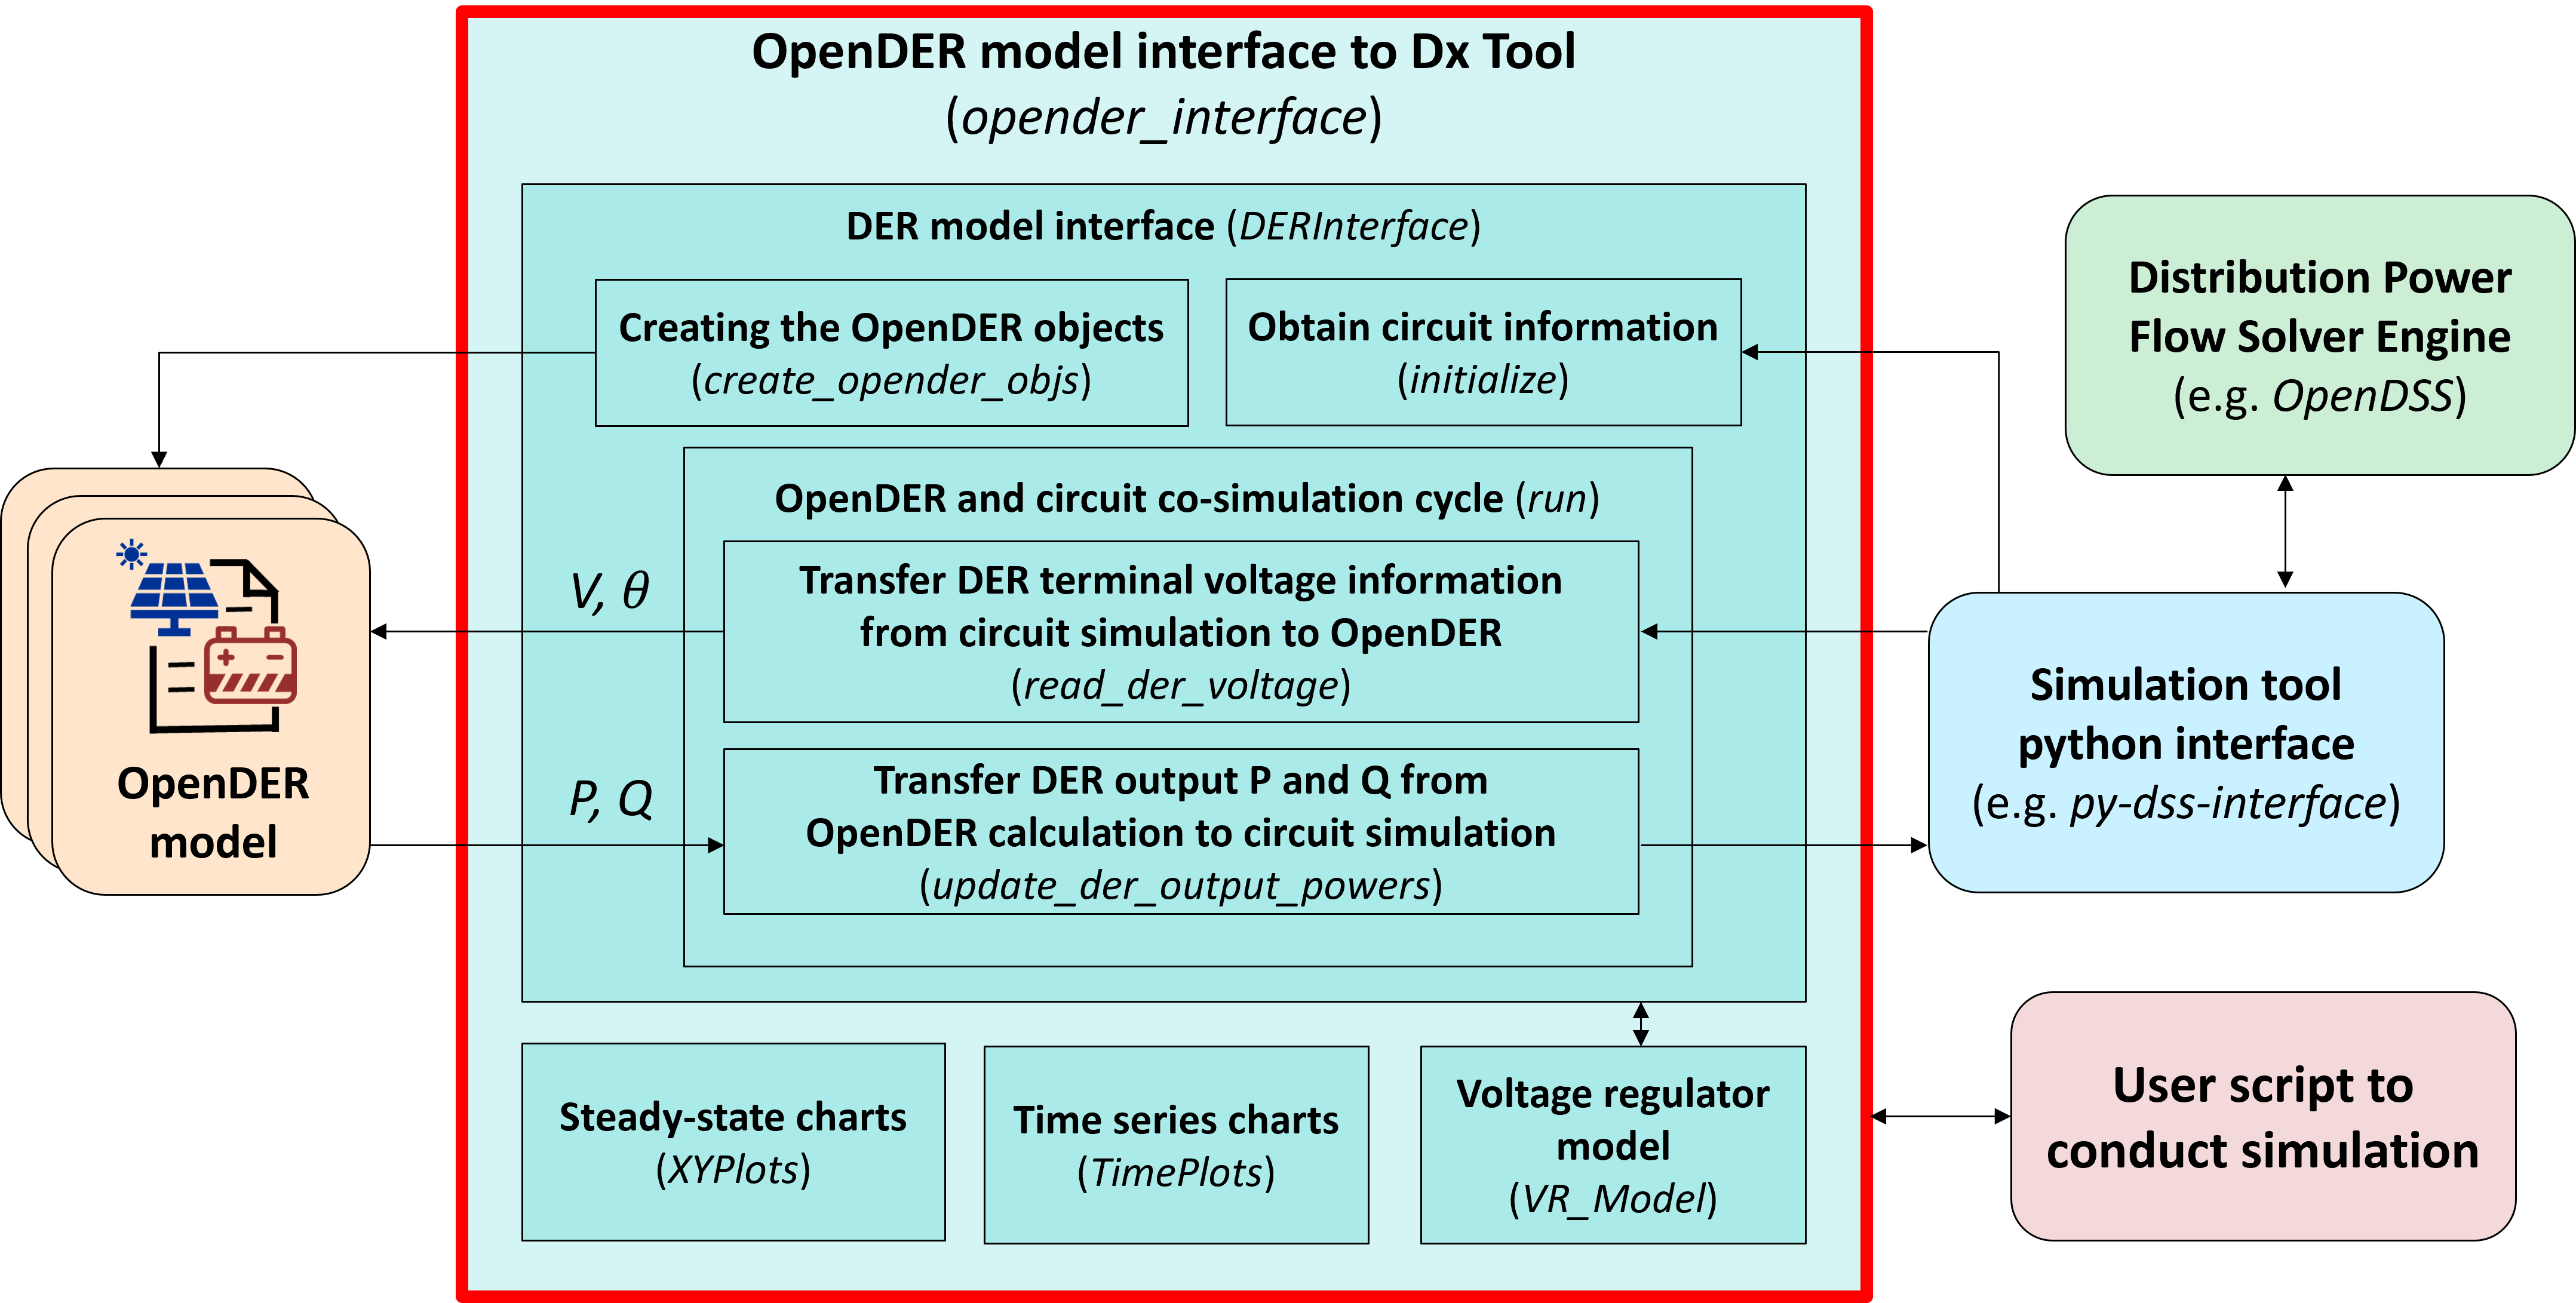 OpenDER model interface to Dx Tool
(opender_interface)
DER model interface (DERInterface)
Creating the OpenDER objects
(create_opender_objs)
Obtain circuit information
(initialize)
OpenDER and circuit co-simulation cycle (run)
Transfer DER terminal voltage information
from circuit simulation to OpenDER
(read_der_voltage)
Transfer DER output P and Q from
OpenDER calculation to circuit simulation
(update_der_output_powers)
V, θ
P, Q
OpenDER
model
Steady-state charts
(XYPlots)
Time series charts
(TimePlots)
Voltage regulator
model
(VR_Model)
Distribution Power
Flow Solver Engine
(e.g. OpenDSS)
Simulation tool
python interface
(e.g. py-dss-interface)
User script to
conduct simulation